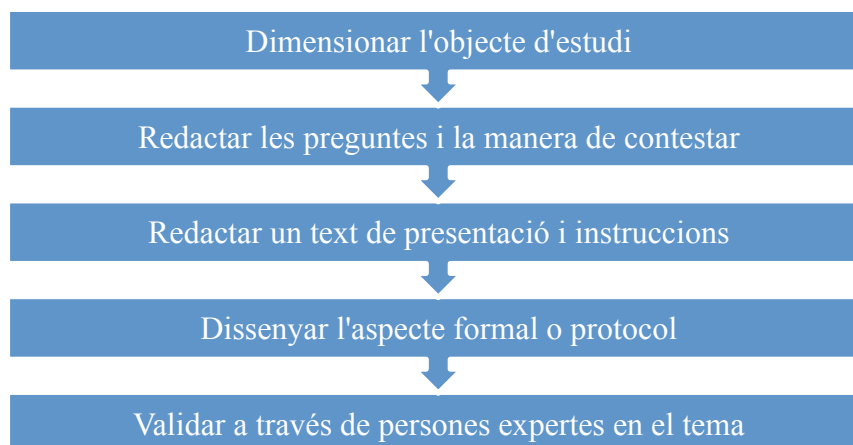 Dimensionar l'objecte d'estudi
Redactar les preguntes i la manera de contestar
Redactar un text de presentació i instruccions
Dissenyar l'aspecte formal o protocol
Validar a través de persones expertes en el tema